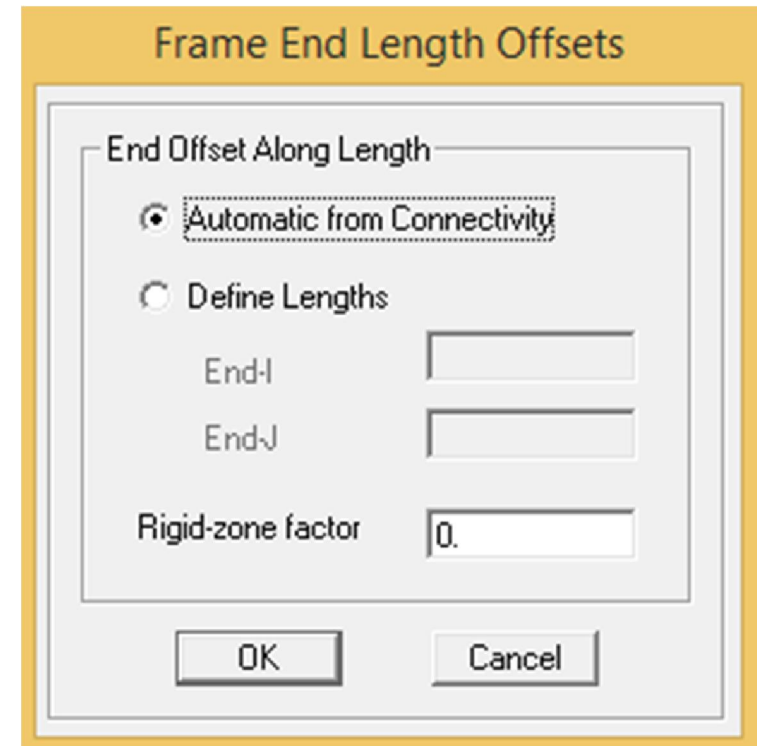 Frame End Length Offsets
End Offset Along Length
Automatic from Connectivity
Define Lengths
End-I
End-J
Rigid-zone factor 0.
OK Cancel